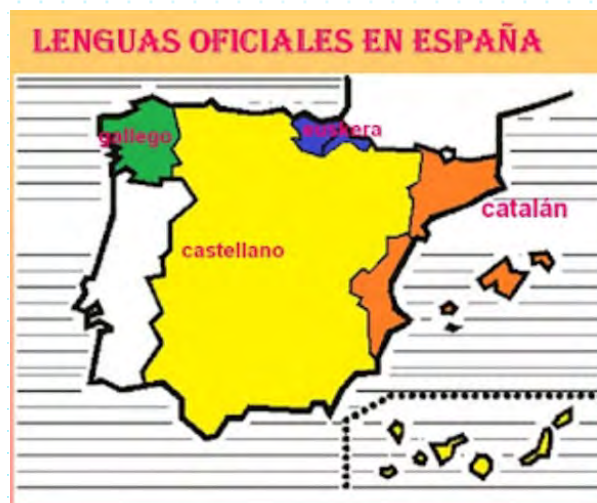 LENGUAS OFICIALES EN ESPAÑA
gallego
euskera
catalán
castellano